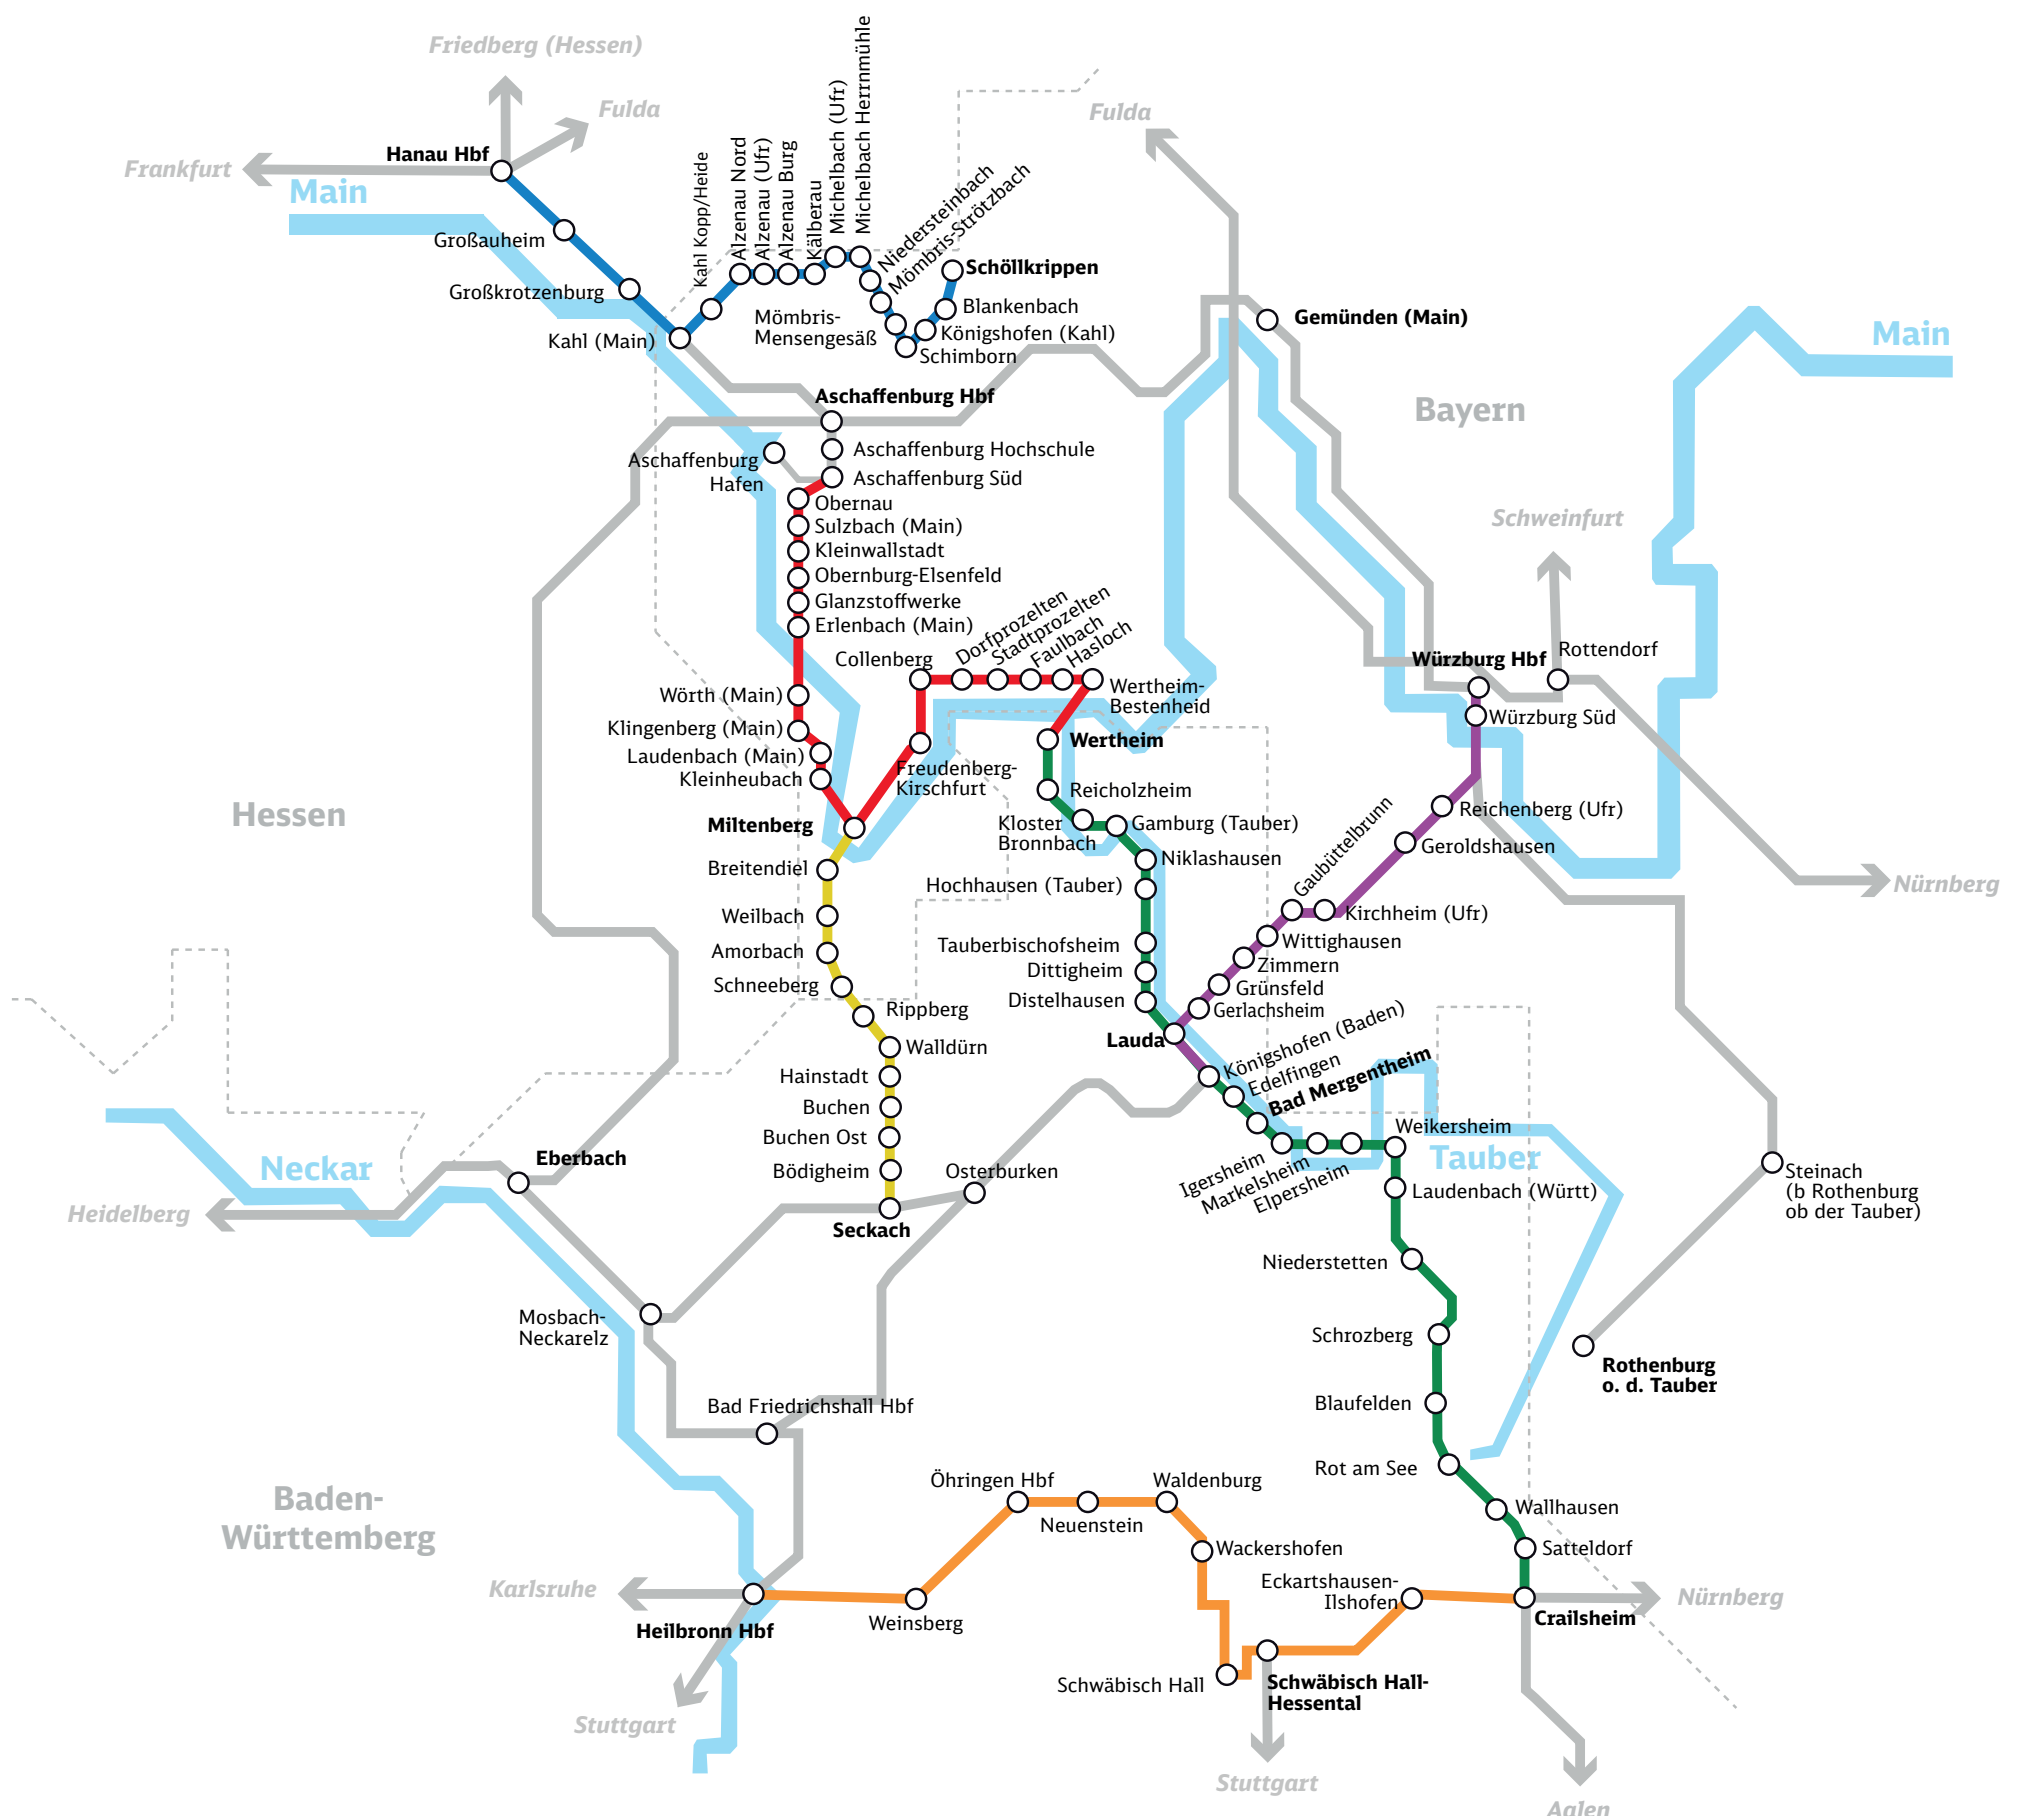 Friedberg (Hessen)
Fulda
Frankfurt
Hanau Hbf
Main
Großauheim
Großkrotzenburg
Kahl (Main)
Kahl Kopp/Heide
Alzenau Nord
Alzenau (Ufr)
Alzenau Burg
Kälberau
Michelbach (Ufr)
Michelbach Herrnmühle
Niedersteinbach
Mömbris-Strötzbach
Mömbris-
Mensengesäß
Schimborn
Königshofen (Kahl)
Blankenbach
Schöllkrippen
Fulda
Gemünden (Main)
Main
Bayern
Schweinfurt
Aschaffenburg Hbf
Aschaffenburg Hochschule
Aschaffenburg
Hafen
Aschaffenburg Süd
Obernau
Sulzbach (Main)
Kleinwallstadt
Obernburg-Elsenfeld
Glanzstoffwerke
Erlenbach (Main)
Wörth (Main)
Klingenberg (Main)
Laudenbach (Main)
Kleinheubach
Miltenberg
Freudenberg-
Kirschfurt
Collenberg
Dorfprozelten
Stadtprozelten
Faulbach
Hasloch
Wertheim-
Bestenheid
Wertheim
Reicholzheim
Kloster
Bronnbach
Gamburg (Tauber)
Niklashausen
Hochhausen (Tauber)
Tauberbischofsheim
Dittigheim
Distelhausen
Lauda
Würzburg Hbf
Rottendorf
Würzburg Süd
Reichenberg (Ufr)
Geroldshausen
Kirchheim (Ufr)
Gaubüttelbrunn
Wittighausen
Zimmern
Grünsfeld
Gerlachsheim
Nürnberg
Hessen
Breitendiel
Weilbach
Amorbach
Schneeberg
Rippberg
Walldürn
Hainstadt
Buchen
Buchen Ost
Bödigheim
Seckach
Osterburken
Königshofen (Baden)
Edelfingen
Bad Mergentheim
Igersheim
Markelsheim
Elpersheim
Weikersheim
Tauber
Laudenbach (Württ)
Niederstetten
Schrozberg
Blaufelden
Rot am See
Wallhausen
Satteldorf
Crailsheim
Steinach
(b Rothenburg
ob der Tauber)
Rothenburg
o. d. Tauber
Neckar
Eberbach
Heidelberg
Mosbach-
Neckarelz
Bad Friedrichshall Hbf
Baden-
Württemberg
Karlsruhe
Heilbronn Hbf
Stuttgart
Weinsberg
Öhringen Hbf
Neuenstein
Waldenburg
Wackershofen
Schwäbisch Hall
Schwäbisch Hall-
Hessental
Eckartshausen-
Ilshofen
Nürnberg
Stuttgart
Aalen